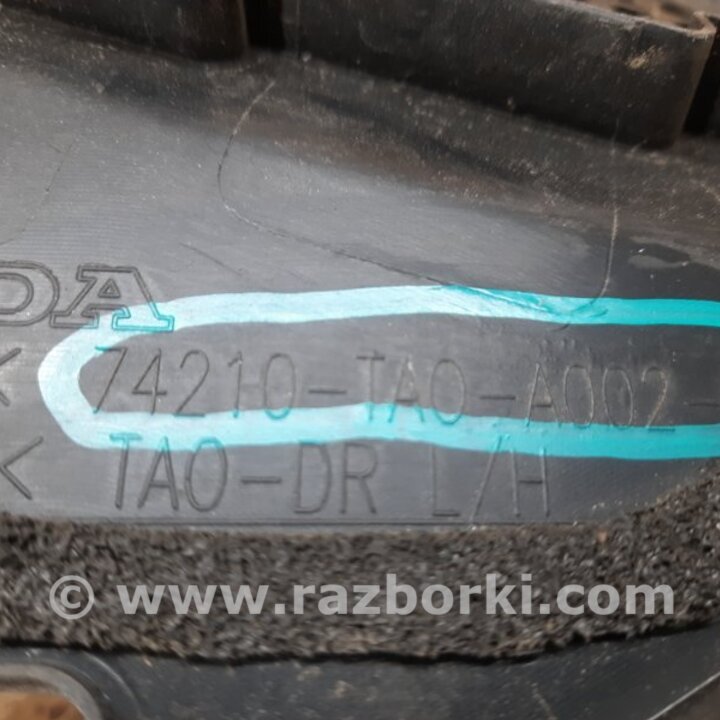 DA
< 74210-TA0-A002-
< TA0-DR L/H
© www.razborki.com